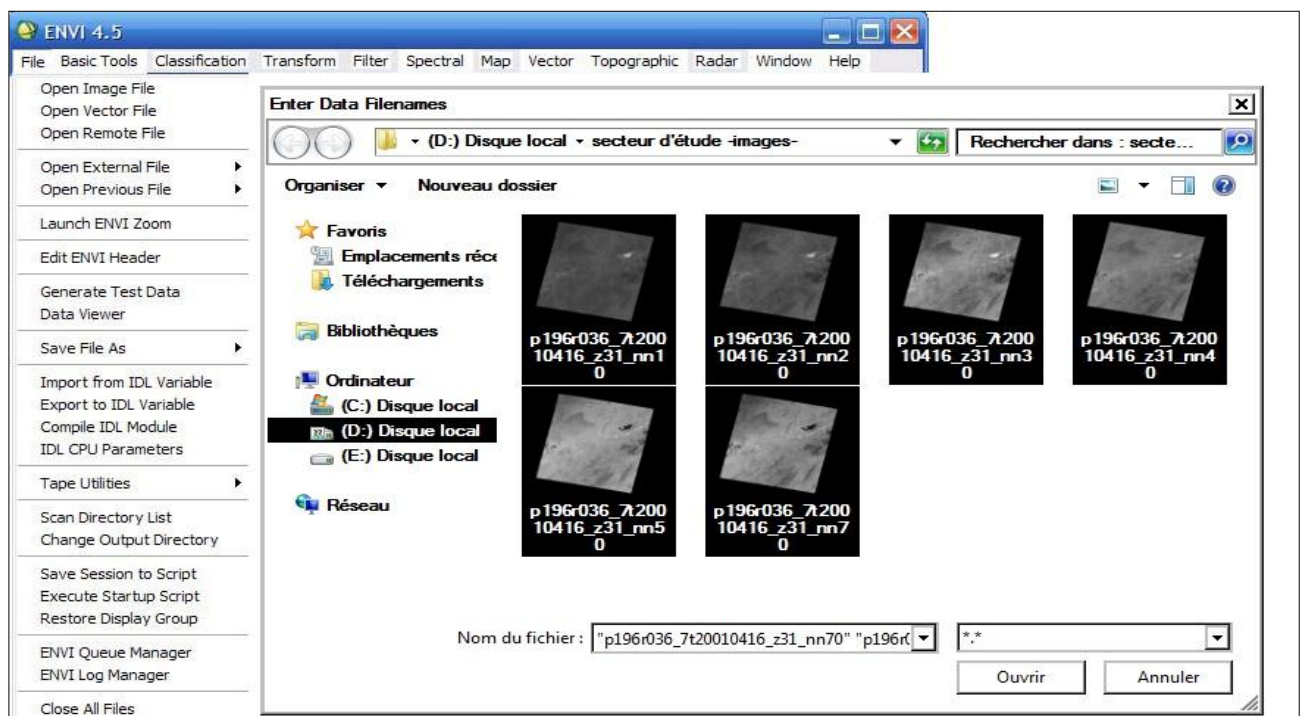 ENVI 4.5
File Basic Tools Classification Transform Filter Spectral Map Vector Topographic Radar Window Help
Open Image File
Open Vector File
Open Remote File
Open External File
Open Previous File
Launch ENVI Zoom
Edit ENVI Header
Generate Test Data
Data Viewer
Save File As
Import from IDL Variable
Export to IDL Variable
Compile IDL Module
IDL CPU Parameters
Tape Utilities
Scan Directory List
Change Output Directory
Save Session to Script
Execute Startup Script
Restore Display Group
ENVI Queue Manager
ENVI Log Manager
Close All Files
Enter Data Filenames
(D:) Disque local secteur d'étude -images-
Rechercher dans : secte...
Organiser Nouveau dossier
Favoris
Emplacements réce
Téléchargements
Bibliothèques
Ordinateur
(C:) Disque local
(D:) Disque local
(E:) Disque local
Réseau
p196r036_7t200
10416_z31_nn1
0
p196r036_7t200
10416_z31_nn2
0
p196r036_7t200
10416_z31_nn3
0
p196r036_7t200
10416_z31_nn4
0
p196r036_7t200
10416_z31_nn5
0
p196r036_7t200
10416_z31_nn7
0
Nom du fichier : "p196r036_7t20010416_z31_nn70" "p196r(
*.*
Ouvrir
Annuler